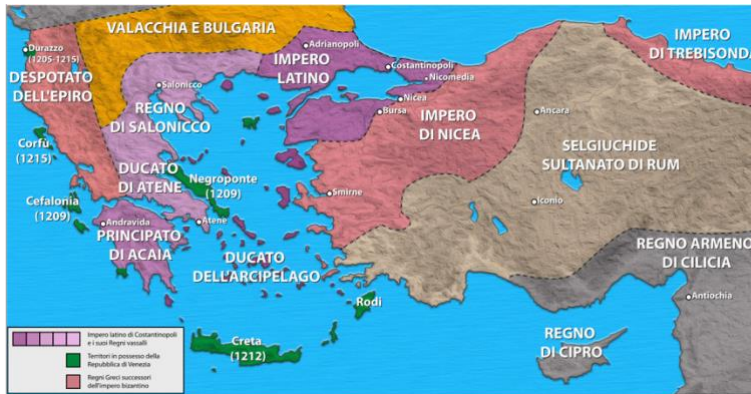 VALACCHIA E BULGARIA
IMPERO
DI TREBISONDA
Durazzo
(1205-1215)
Adrianopoli
IMPERO
LATINO
Costantinopoli
Nicomedia
DESPOTATO
DELL'EPIRO
Salonicco
REGNO
DI SALONICCO
Nicea
Bursa
IMPERO
DI NICEA
Ancara
SELGIUCHIDE
SULTANATO DI RUM
Corfù
(1215)
DUCATO
DI ATENE
Negroponte
(1209)
Smirne
Iconio
Cefalonia
(1209)
Andravida
Atene
PRINCIPATO
DI ACAIA
DUCATO
DELL'ARCIPELAGO
REGNO ARMENO
DI CILICIA
Antiochia
Rodi
REGNO
DI CIPRO
Creta
(1212)
Impero latino di Costantinopoli
e i suoi Regni vassalli
Territori in possesso della
Repubblica di Venezia
Regni Greci successori
dell'impero bizantino